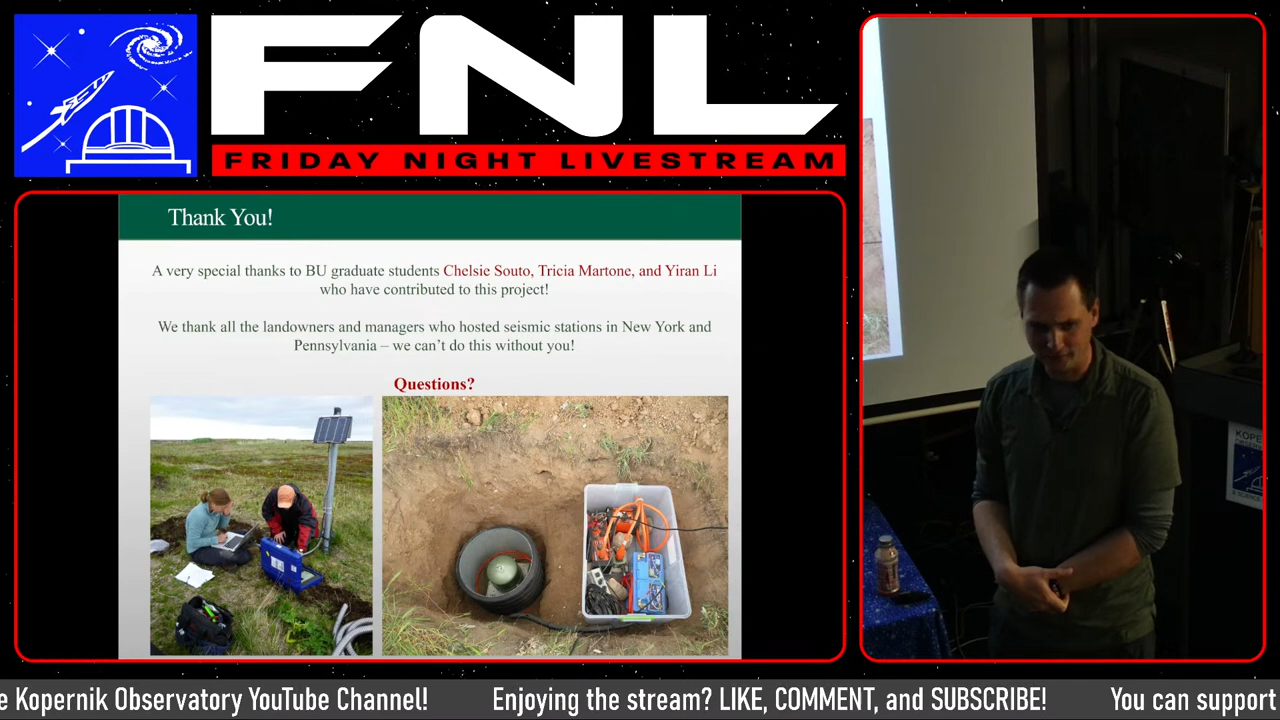 FNL
FRIDAY NIGHT LIVESTREAM
Thank You!
A very special thanks to BU graduate students Chelsie Souto, Tricia Martone, and Yiran Li
who have contributed to this project!
We thank all the landowners and managers who hosted seismic stations in New York and
Pennsylvania – we can't do this without you!
Questions?
KOPE
e Kopernik Observatory YouTube Channel! Enjoying the stream? LIKE, COMMENT, and SUBSCRIBE! You can support